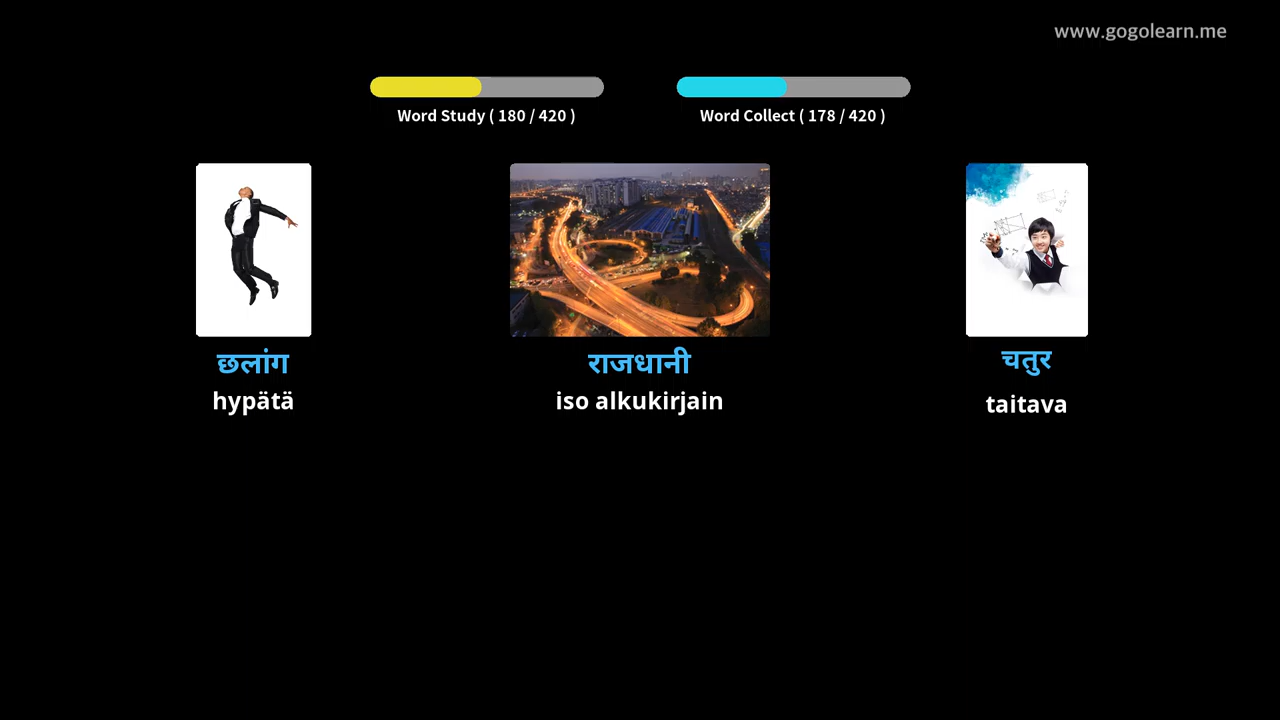 www.gogolearn.me
Word Study ( 180 / 420 )
Word Collect ( 178 / 420 )
छलांग
राजधानी
चतुर
hypätä
iso alkukirjain
taitava